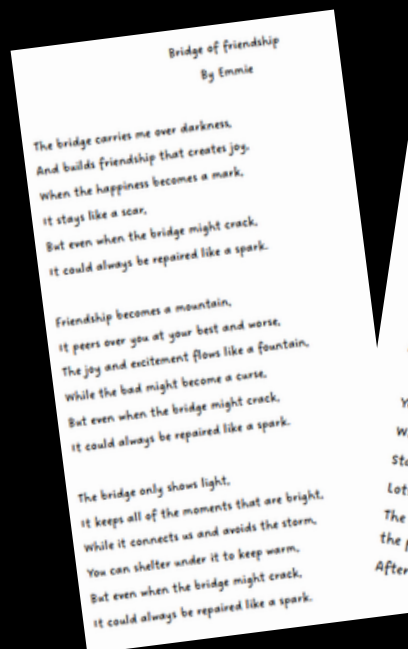 Bridge of friendship
By Emmie
The bridge carries me over darkness,
And builds friendship that creates joy,
When the happiness becomes a mark,
It stays like a scar,
But even when the bridge might crack,
It could always be repaired like a spark.
Friendship becomes a mountain,
It peers over you at your best and worse,
The joy and excitement flows like a fountain,
While the bad might become a curse,
But even when the bridge might crack,
It could always be repaired like a spark.
The bridge only shows light,
It keeps all of the moments that are bright,
While it connects us and avoids the storm,
You can shelter under it to keep warm,
But even when the bridge might crack,
It could always be repaired like a spark.
Lot
The
the
After